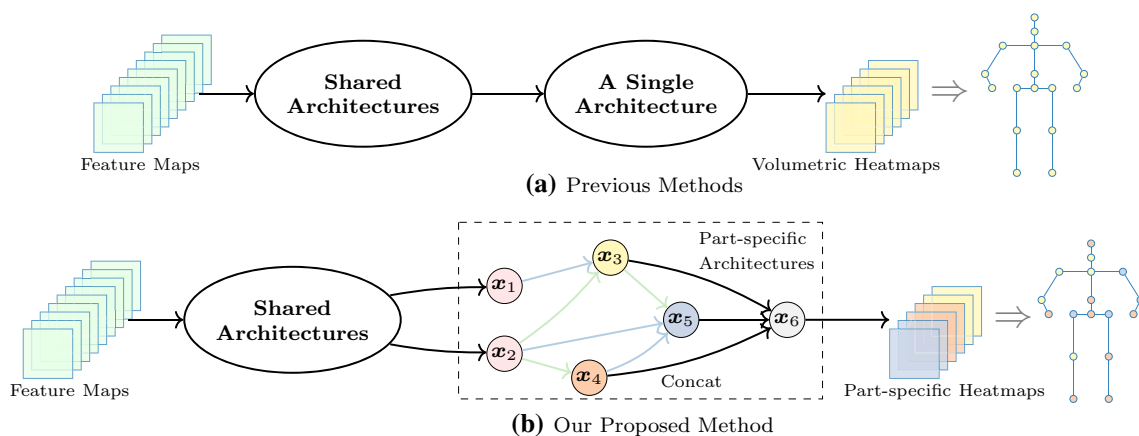 Shared
Architectures
A Single
Architecture
Feature Maps
Volumetric Heatmaps
(a) Previous Methods
Part-specific
Architectures
x3
x1
Shared
Architectures
x5
x6
x2
x4
Concat
Feature Maps
Part-specific Heatmaps
(b) Our Proposed Method